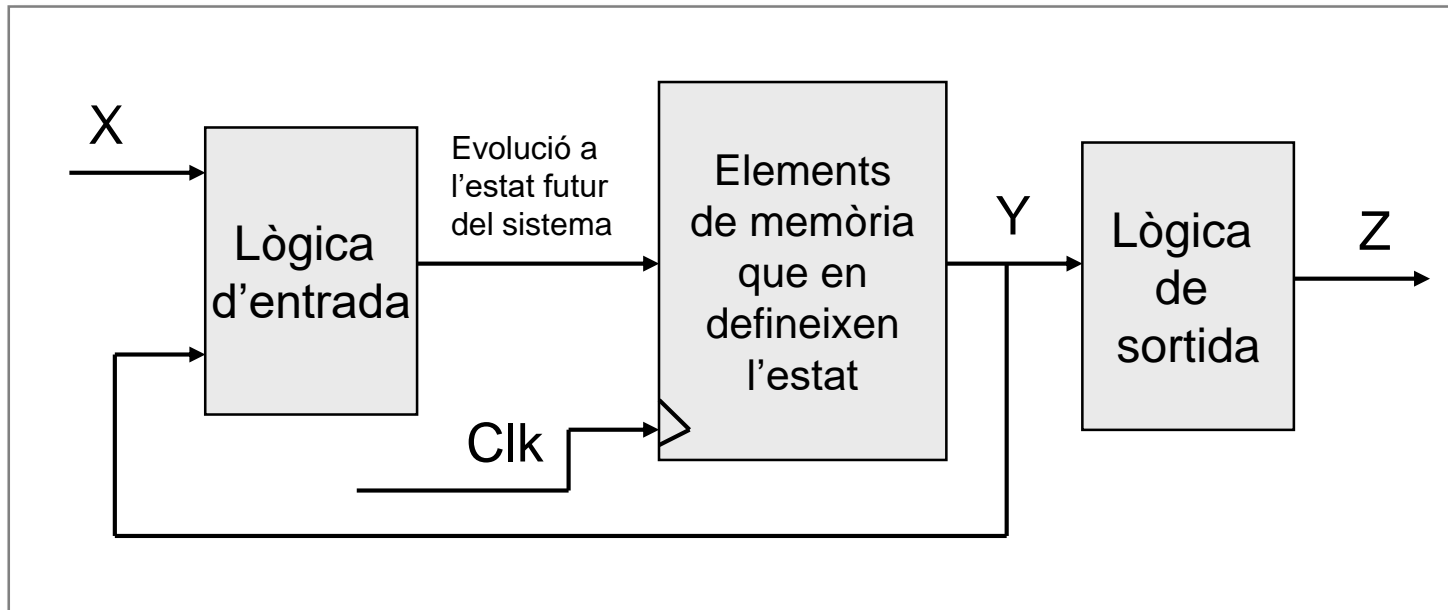 X
Lògica
d’entrada
Evolució a
l’estat futur
del sistema
Clk
Elements
de memòria
que en
defineixen
l’estat
Y
Lògica
de
sortida
Z